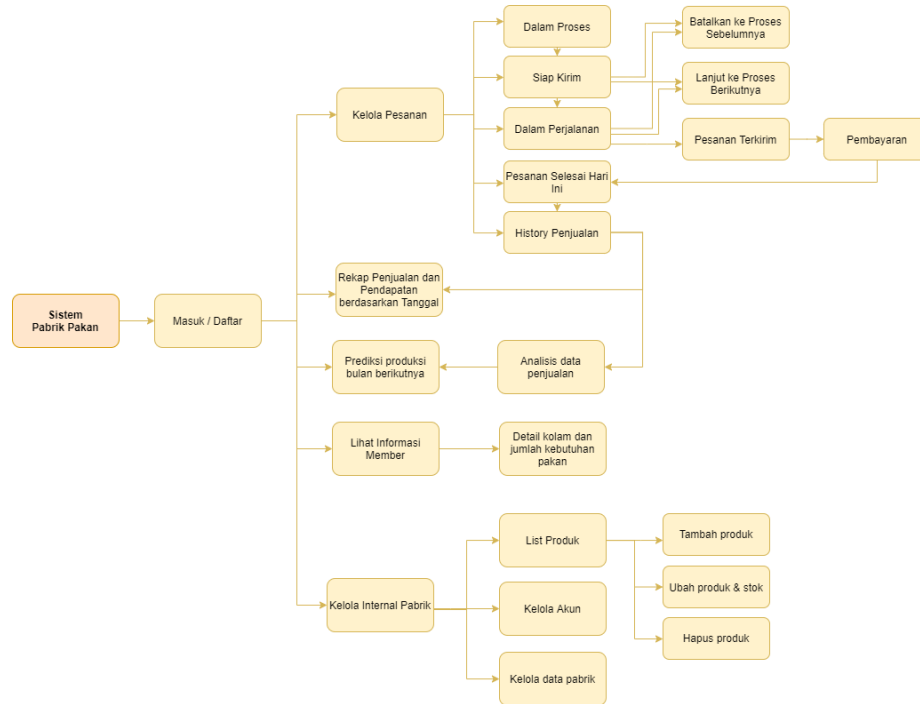 Dalam Proses
Batalkan ke Proses
Sebelumnya
Siap Kirim
Lanjut ke Proses
Berikutnya
Kelola Pesanan
Dalam Perjalanan
Pesanan Terkirim
Pembayaran
Pesanan Selesai Hari
Ini
History Penjualan
Rekap Penjualan dan
Pendapatan
berdasarkan Tanggal
Sistem
Pabrik Pakan
Masuk / Daftar
Prediksi produksi
bulan berikutnya
Analisis data
penjualan
Lihat Informasi
Member
Detail kolam dan
jumlah kebutuhan
pakan
List Produk
Tambah produk
Ubah produk & stok
Kelola Internal Pabrik
Kelola Akun
Hapus produk
Kelola data pabrik